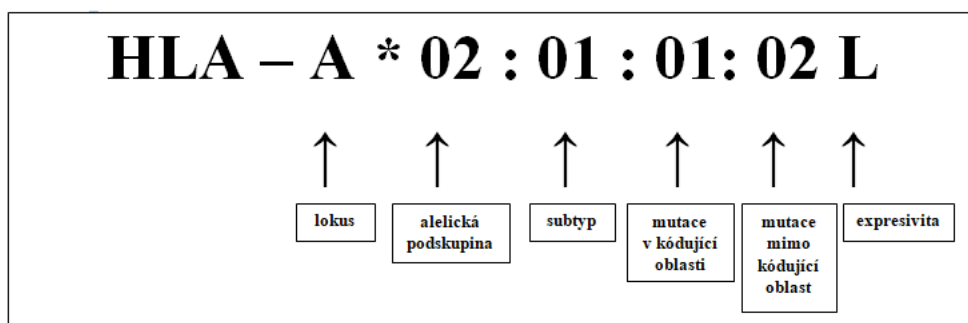 HLA – A * 02 : 01 : 01: 02 L
lokus
alelická
podskupina
subtyp
mutace
v kódující
oblasti
mutace
mimo
kódující
oblast
expresivita